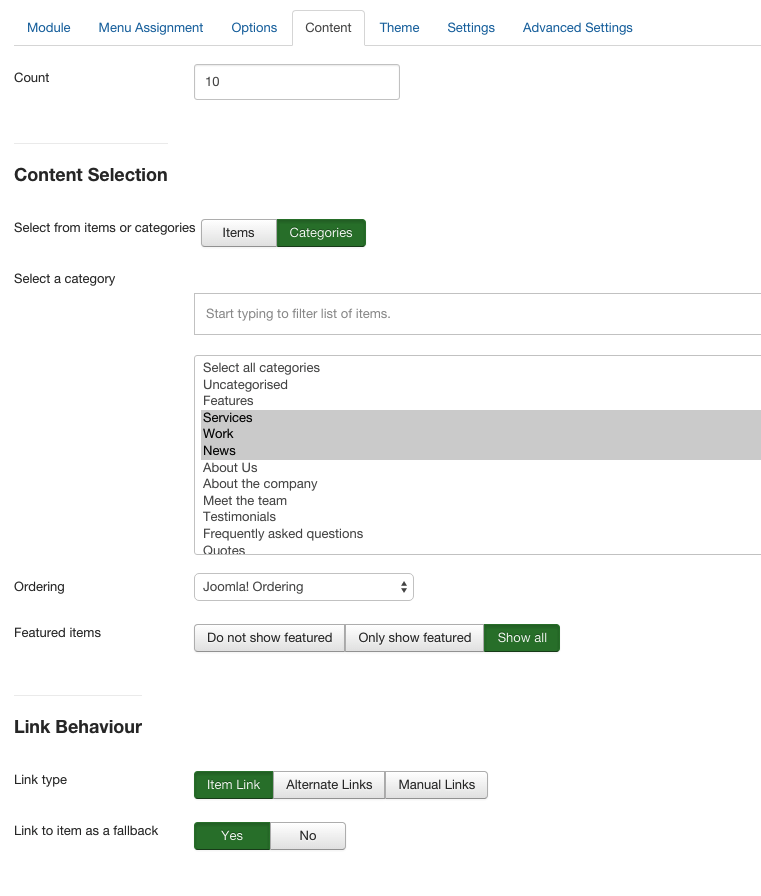 Module Menu Assignment Options Content Theme Settings Advanced Settings
Count 10
Content Selection
Select from items or categories Items Categories
Select a category
Start typing to filter list of items.
Select all categories
Uncategorised
Features
Services
Work
News
About Us
About the company
Meet the team
Testimonials
Frequently asked questions
Quotes
Ordering Joomla! Ordering
Featured items Do not show featured Only show featured Show all
Link Behaviour
Link type Item Link Alternate Links Manual Links
Link to item as a fallback Yes No